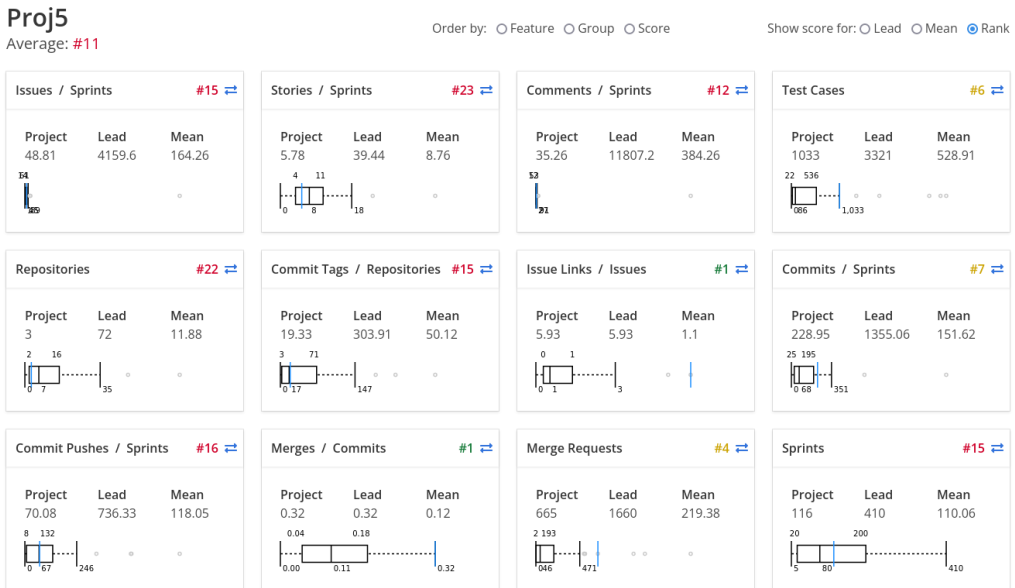 Proj5
Average: #11
Order by: Feature Group Score
Show score for: Lead Mean Rank
Issues / Sprints #15
Project Lead Mean
48.81 4159.6 164.26
Stories / Sprints #23
Project Lead Mean
5.78 39.44 8.76
4 11
0 8 18
Comments / Sprints #12
Project Lead Mean
35.26 11807.2 384.26
Test Cases #6
Project Lead Mean
1033 3321 528.91
22 536
0 86 1,033
Repositories #22
Project Lead Mean
3 72 11.88
2 16
0 7 35
Commit Tags / Repositories #15
Project Lead Mean
19.33 303.91 50.12
3 71
0 17 147
Issue Links / Issues #1
Project Lead Mean
5.93 5.93 1.1
0 1
0 1 3
Commits / Sprints #7
Project Lead Mean
228.95 1355.06 151.62
25 195
0 68 351
Commit Pushes / Sprints #16
Project Lead Mean
70.08 736.33 118.05
8 132
0 67 246
Merges / Commits #1
Project Lead Mean
0.32 0.32 0.12
0.04 0.18
0.00 0.11 0.32
Merge Requests #4
Project Lead Mean
665 1660 219.38
2 193
0 46 471
Sprints #15
Project Lead Mean
116 410 110.06
20 200
5 80 410